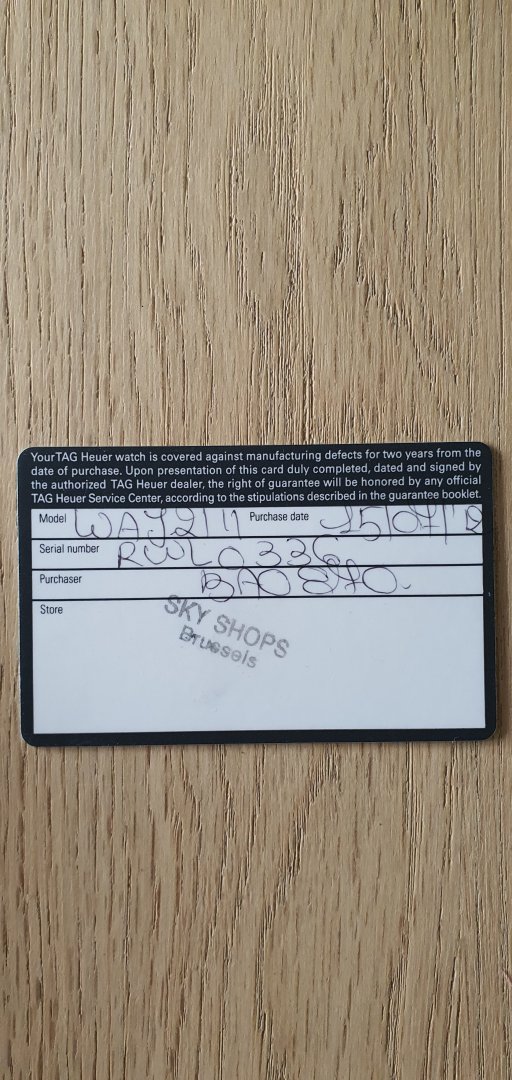 Your TAG Heuer watch is covered against manufacturing defects for two years from the
date of purchase. Upon presentation of this card duly completed, dated and signed by
the authorized TAG Heuer dealer, the right of guarantee will be honored by any official
TAG Heuer Service Center, according to the stipulations described in the guarantee booklet.
Model Purchase date
Serial number
Purchaser
Store
SKY SHOPS
Brussels